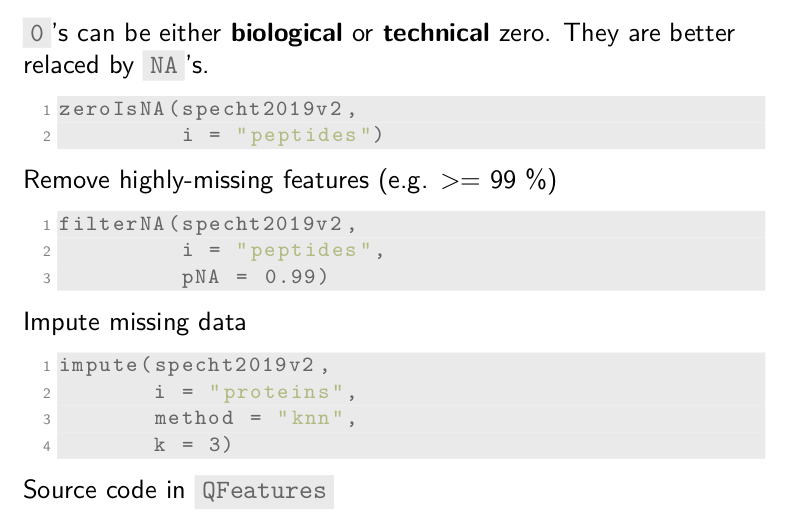 0's can be either biological or technical zero. They are better
relaced by NA's.
1 zeroIsNA(specht2019v2,
2         i = "peptides")
Remove highly-missing features (e.g. >= 99 %)
1 filterNA(specht2019v2,
2         i = "peptides",
3         pNA = 0.99)
Impute missing data
1 impute(specht2019v2,
2       i = "proteins",
3       method = "knn",
4       k = 3)
Source code in QFeatures